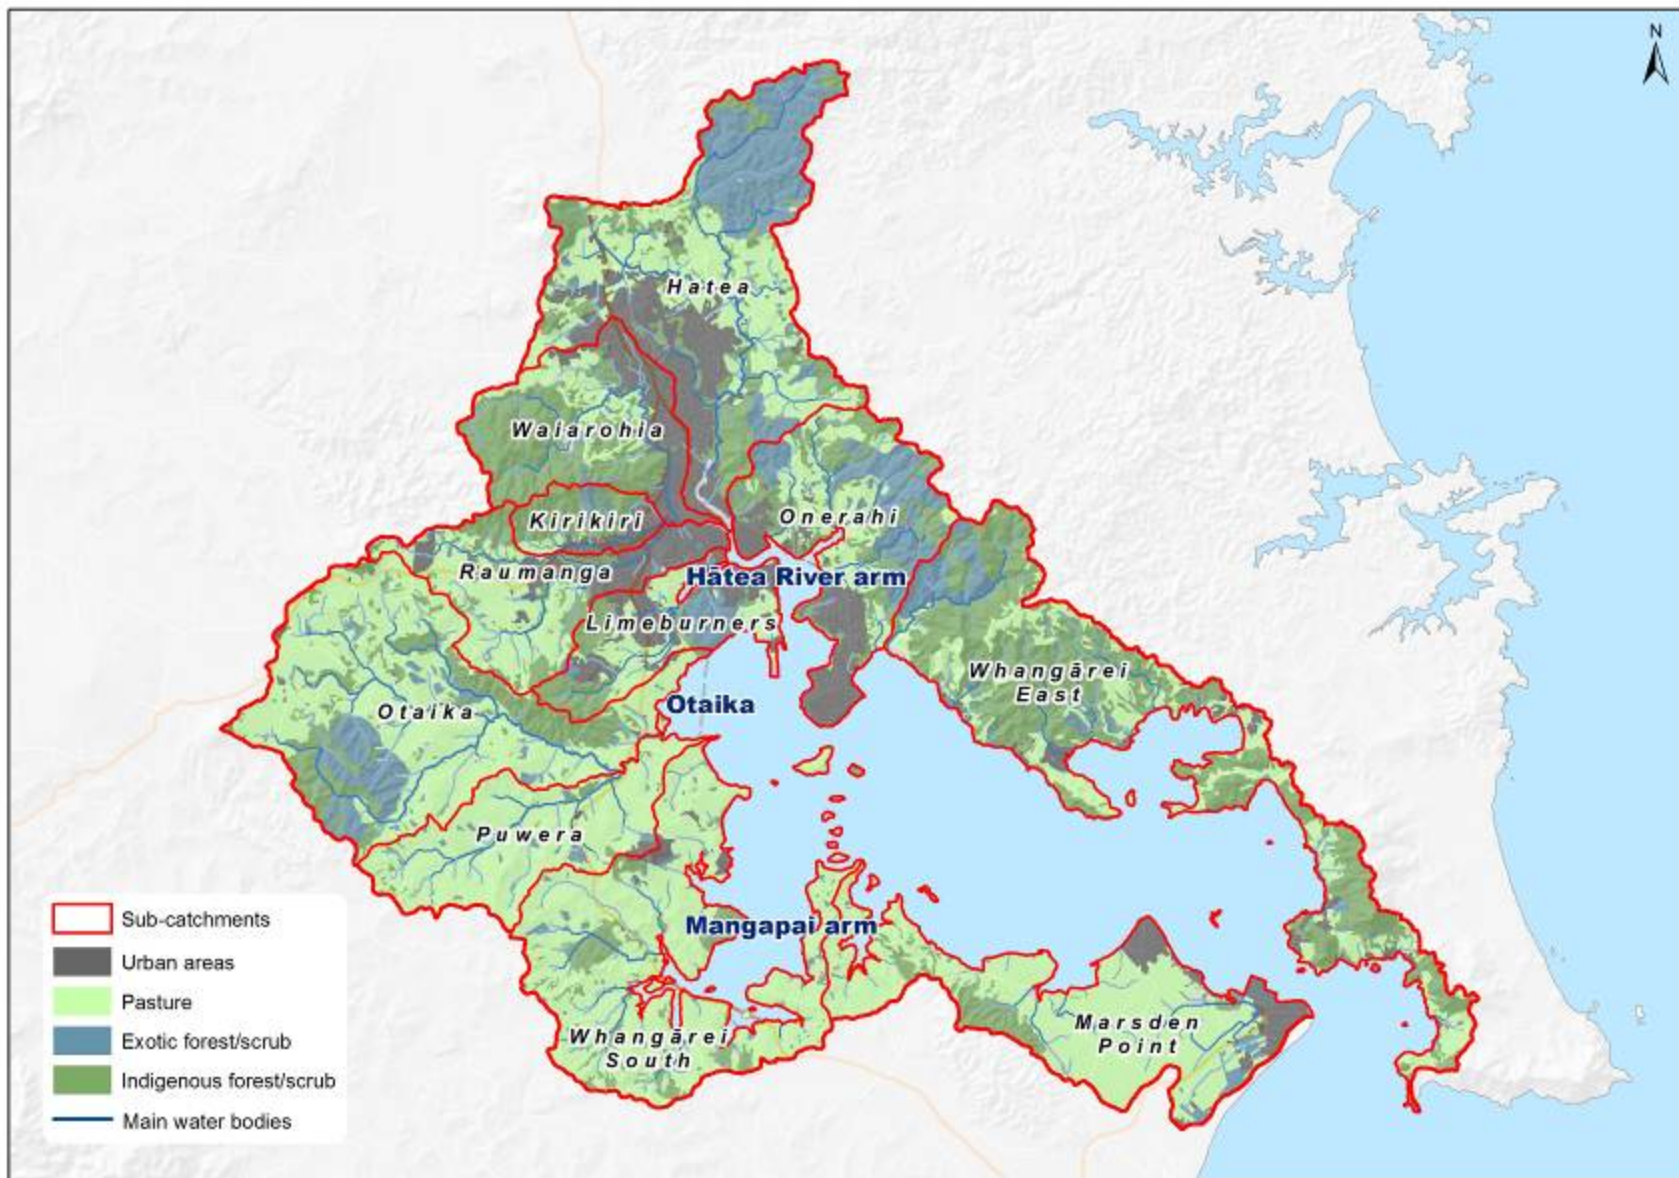 N
Hatea
Waiarohia
Kirikiri
Onerahi
Raumanga
Hātea River arm
Limeburners
Whangārei
East
Otaika
Otaika
Puwera
Mangapai arm
Marsden
Point
Whangārei
South
Sub-catchments
Urban areas
Pasture
Exotic forest/scrub
Indigenous forest/scrub
Main water bodies